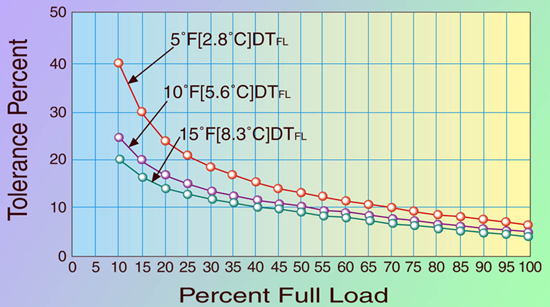 50
40
30
20
10
0
Tolerance Percent
5°F[2.8°C]DTFL
10°F[5.6°C]DTFL
15°F[8.3°C]DTFL
0 5 10 15 20 25 30 35 40 45 50 55 60 65 70 75 80 85 90 95 100
Percent Full Load